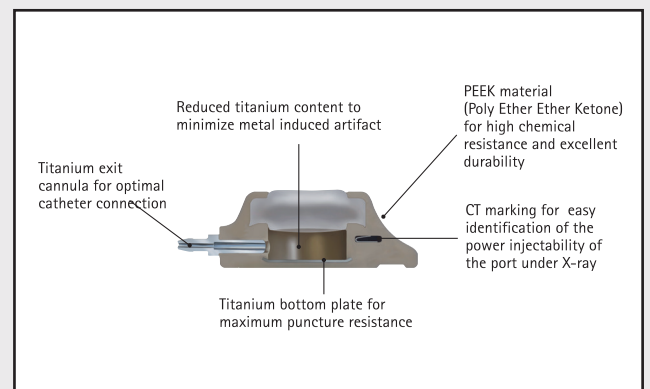 Reduced titanium content to
minimize metal induced artifact
PEEK material
(Poly Ether Ether Ketone)
for high chemical
resistance and excellent
durability
Titanium exit
cannula for optimal
catheter connection
CT marking for easy
identification of the
power injectability of
the port under X-ray
Titanium bottom plate for
maximum puncture resistance